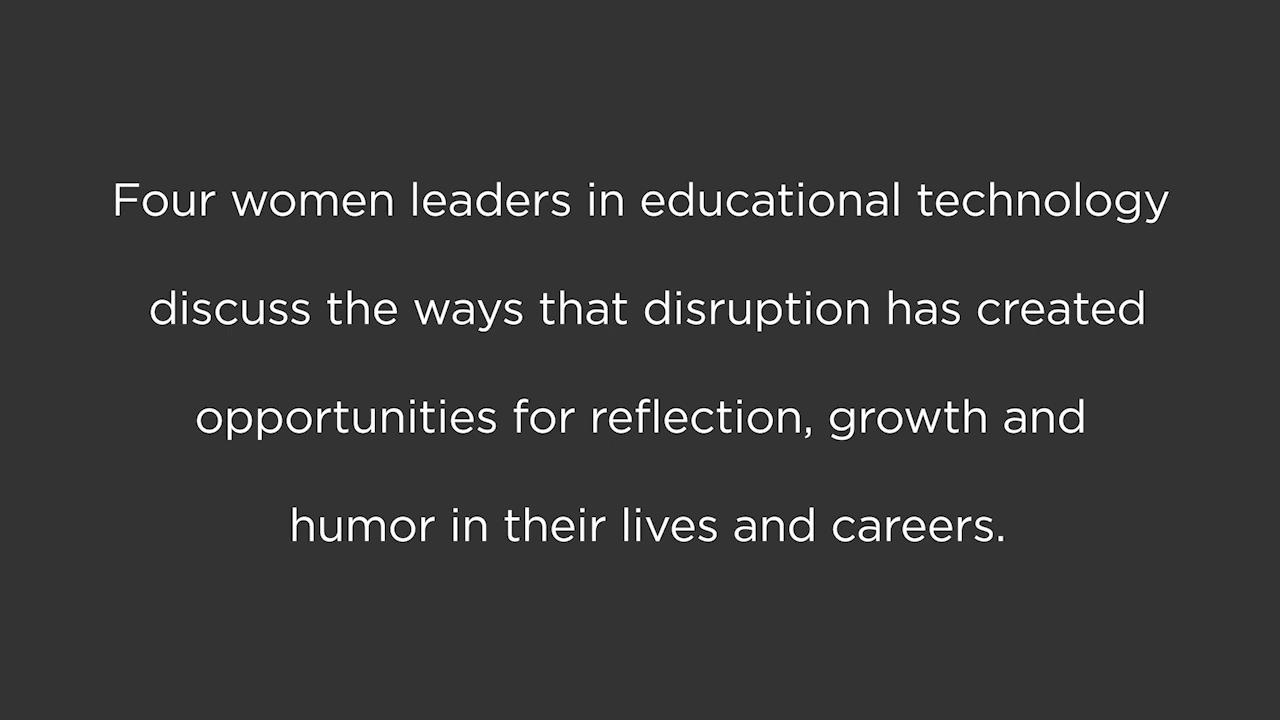 Four women leaders in educational technology
discuss the ways that disruption has created
opportunities for reflection, growth and
humor in their lives and careers.